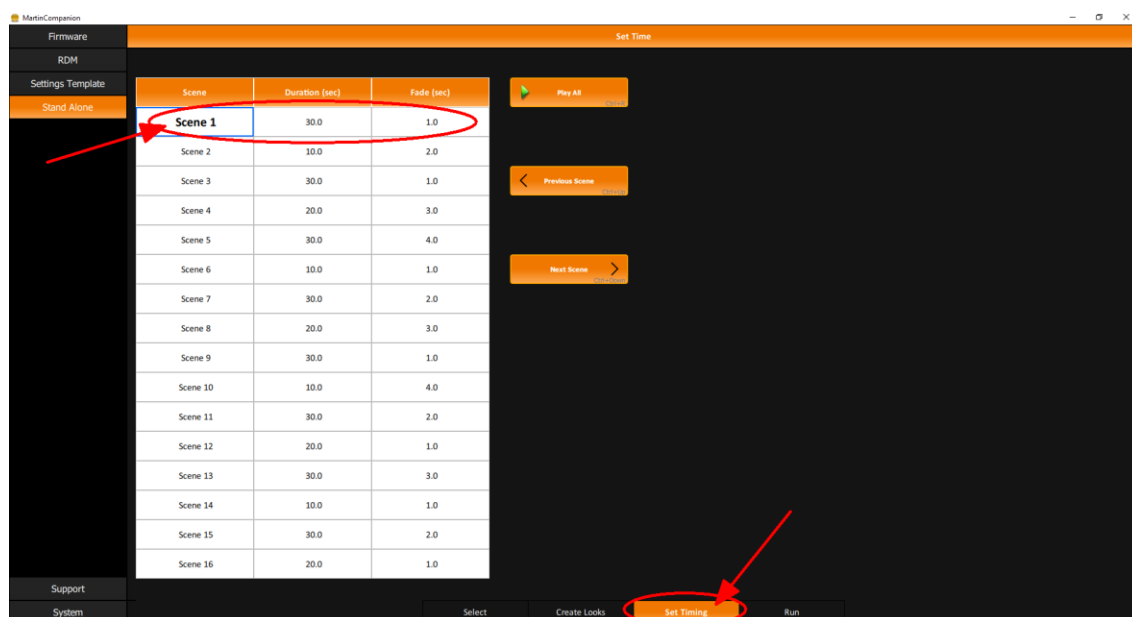 MartinCompanion
Firmware
Set Time
RDM
Settings Template
Stand Alone
Scene Duration (sec) Fade (sec)
Scene 1 30.0 1.0
Scene 2 10.0 2.0
Scene 3 30.0 1.0
Scene 4 20.0 3.0
Scene 5 30.0 4.0
Scene 6 10.0 1.0
Scene 7 30.0 2.0
Scene 8 20.0 3.0
Scene 9 30.0 1.0
Scene 10 10.0 4.0
Scene 11 30.0 2.0
Scene 12 20.0 1.0
Scene 13 30.0 3.0
Scene 14 10.0 1.0
Scene 15 30.0 2.0
Scene 16 20.0 1.0
Play All
Previous Scene
Ctrl+Up
Next Scene
Ctrl+Down
Support
System
Select Create Looks Set Timing Run